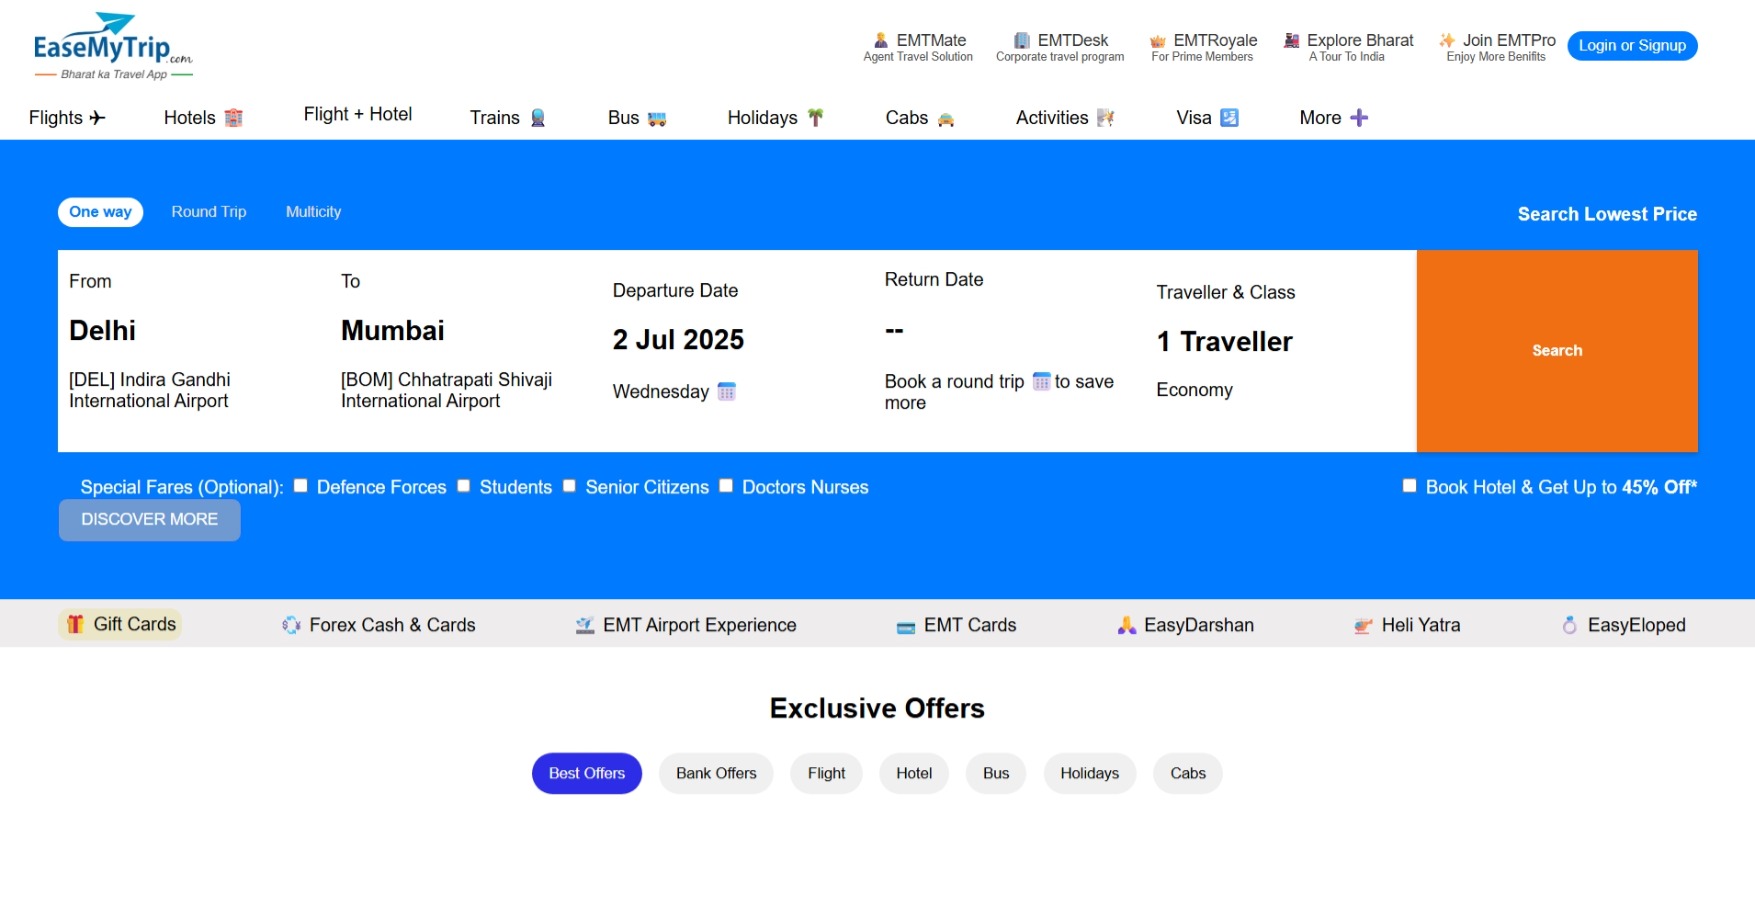 EaseMyTrip.com
Bharat ka Travel App
EMTMate
Agent Travel Solution
EMTDesk
Corporate travel program
EMTRoyale
For Prime Members
Explore Bharat
A Tour To India
Join EMTPro
Enjoy More Benifits
Login or Signup
Flights
Hotels
Flight + Hotel
Trains
Bus
Holidays
Cabs
Activities
Visa
More
One way
Round Trip
Multicity
Search Lowest Price
From
Delhi
[DEL] Indira Gandhi
International Airport
To
Mumbai
[BOM] Chhatrapati Shivaji
International Airport
Departure Date
2 Jul 2025
Wednesday
Return Date
--
Book a round trip to save
more
Traveller & Class
1 Traveller
Economy
Search
Special Fares (Optional): Defence Forces Students Senior Citizens Doctors Nurses
Book Hotel & Get Up to 45% Off*
DISCOVER MORE
Gift Cards
Forex Cash & Cards
EMT Airport Experience
EMT Cards
EasyDarshan
Heli Yatra
EasyEloped
Exclusive Offers
Best Offers
Bank Offers
Flight
Hotel
Bus
Holidays
Cabs